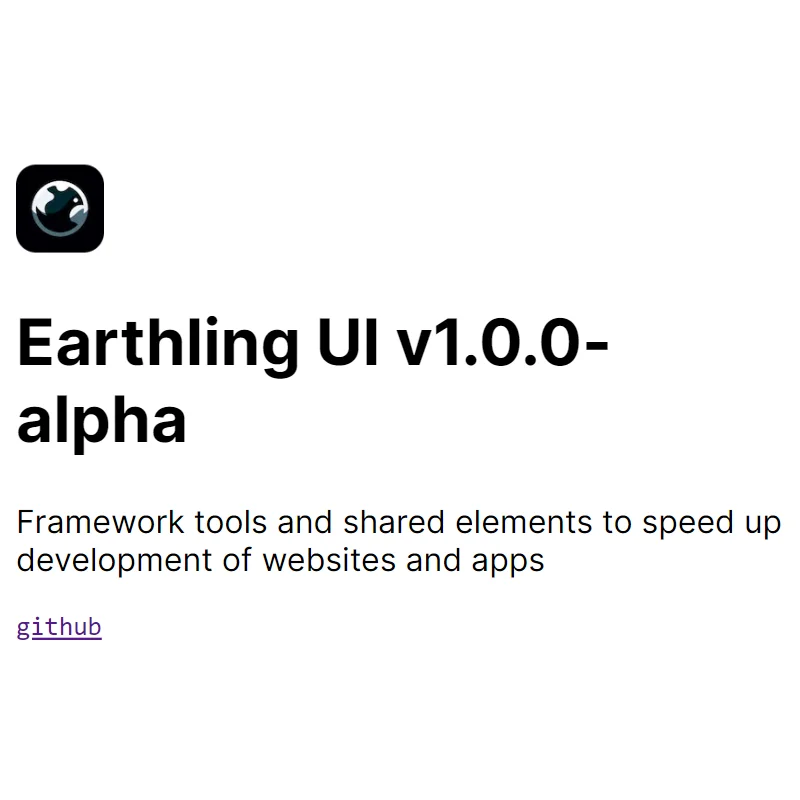 Earthling UI v1.0.0-
alpha
Framework tools and shared elements to speed up
development of websites and apps
github